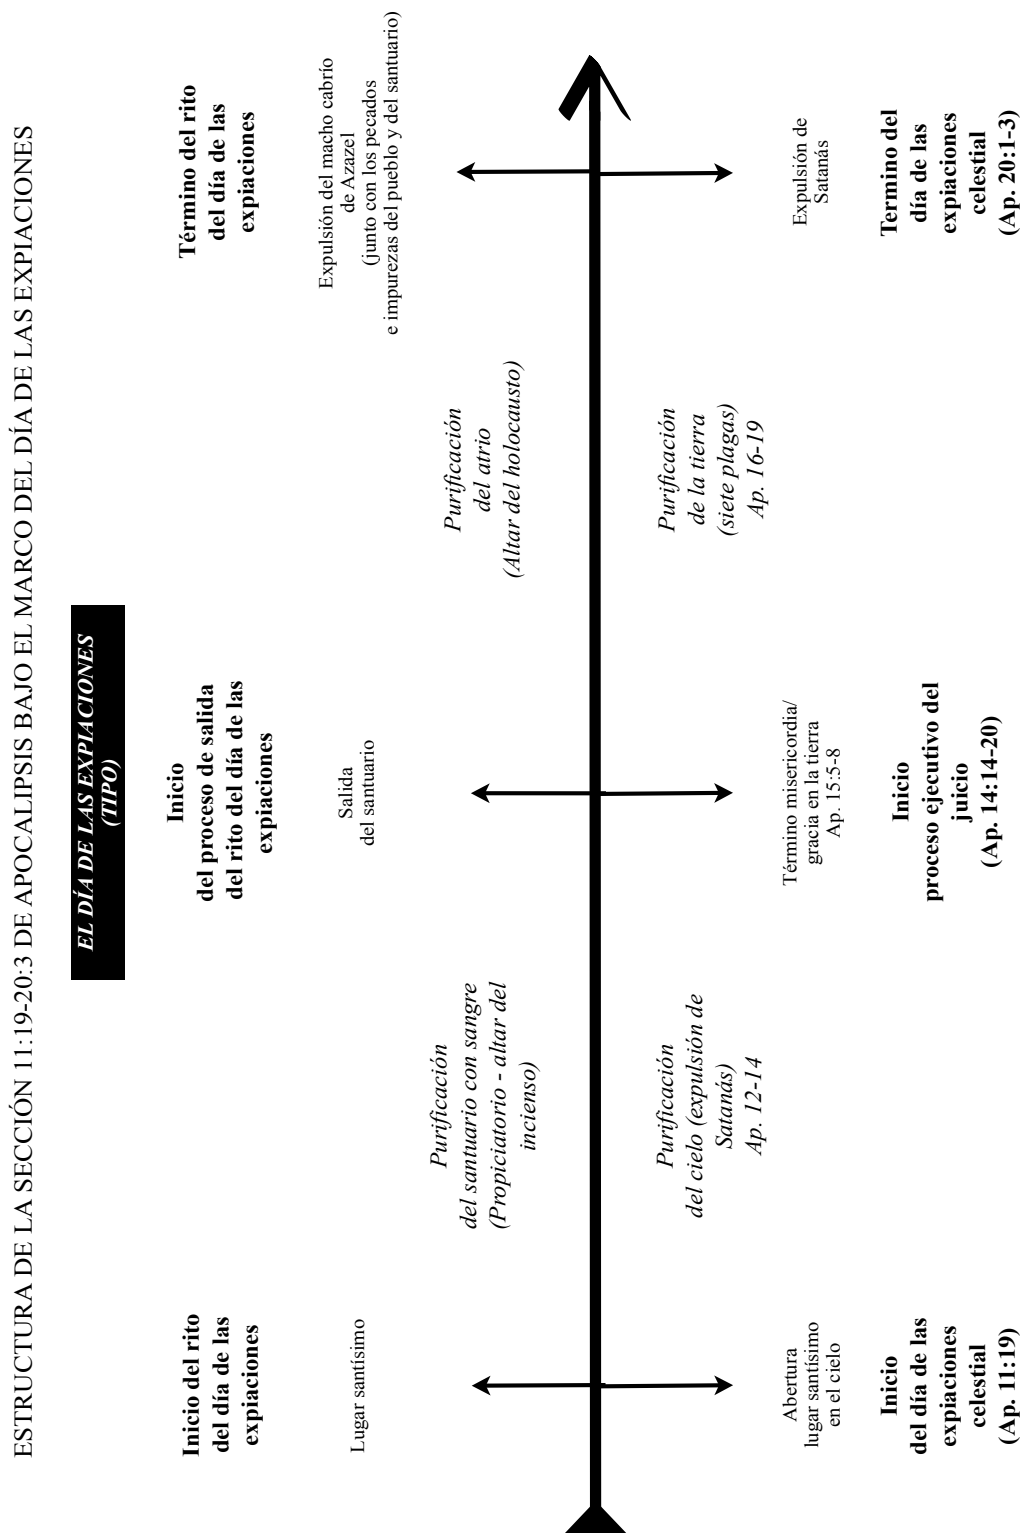 ESTRUCTURA DE LA SECCIÓN 11:19-20:3 DE APOCALIPSIS BAJO EL MARCO DEL DÍA DE LAS EXPIACIONES
EL DÍA DE LAS EXPIACIONES
(TIPO)
Inicio del rito
del día de las
expiaciones
Inicio
del proceso de salida
del rito del día de las
expiaciones
Término del rito
del día de las
expiaciones
Lugar santísimo
Salida
del santuario
Expulsión del macho cabrío
de Azazel
(junto con los pecados
e impurezas del pueblo y del santuario)
Purificación
del santuario con sangre
(Propiciatorio - altar del
incienso)
Purificación
del atrio
(Altar del holocausto)
Purificación
del cielo (expulsión de
Satanás)
Ap. 12-14
Purificación
de la tierra
(siete plagas)
Ap. 16-19
Abertura
lugar santísimo
en el cielo
Término misericordia/
gracia en la tierra
Ap. 15:5-8
Expulsión de
Satanás
Inicio
del día de las
expiaciones
celestial
(Ap. 11:19)
Inicio
proceso ejecutivo del
juicio
(Ap. 14:14-20)
Termino del
día de las
expiaciones
celestial
(Ap. 20:1-3)